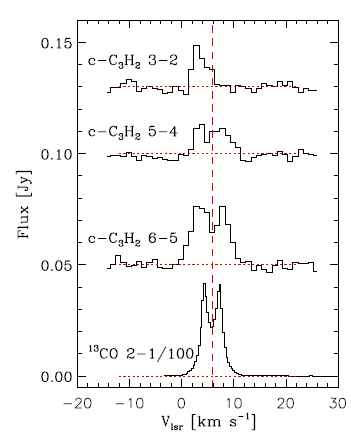 0.15
c-C₃H₂ 3-2
c-C₃H₂ 5-4
0.10
Flux [Jy]
c-C₃H₂ 6-5
0.05
¹³CO 2-1/100
0.00
-20 -10 0 10 20 30
V_lsr [km s⁻¹]